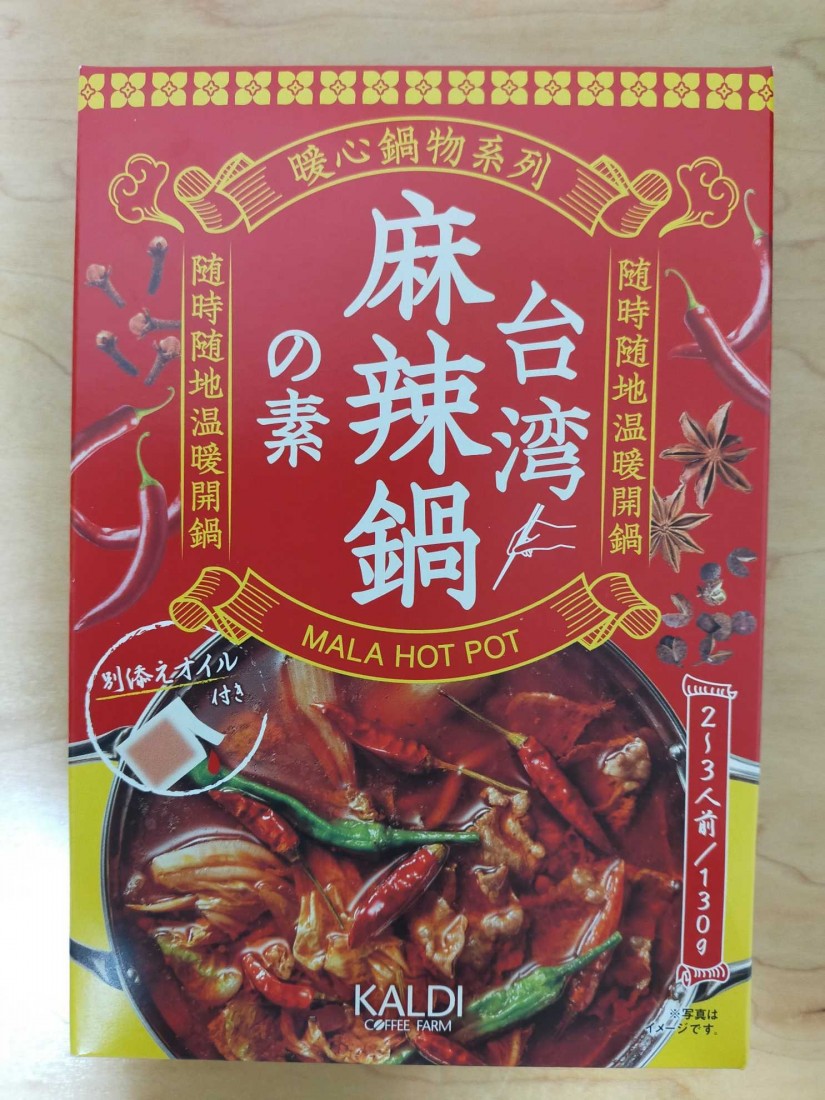 暖心鍋物系列
台湾
麻辣鍋
の素
随時随地温暖開鍋
随時随地温暖開鍋
MALA HOT POT
別添えオイル
付き
2〜3人前/130g
KALDI
COFFEE FARM
※写真は
イメージです。